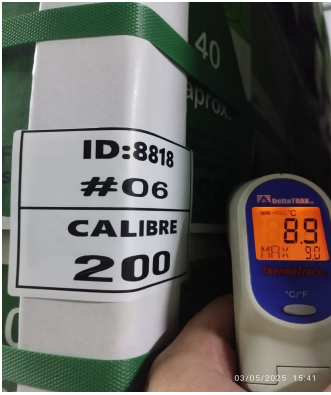 40
aprox.
ID:8818
#06
CALIBRE
200
DELTATRAK
°C
8.9
MAX 9.0
ThermoTrace
°C/°F
03/05/2025 15:41